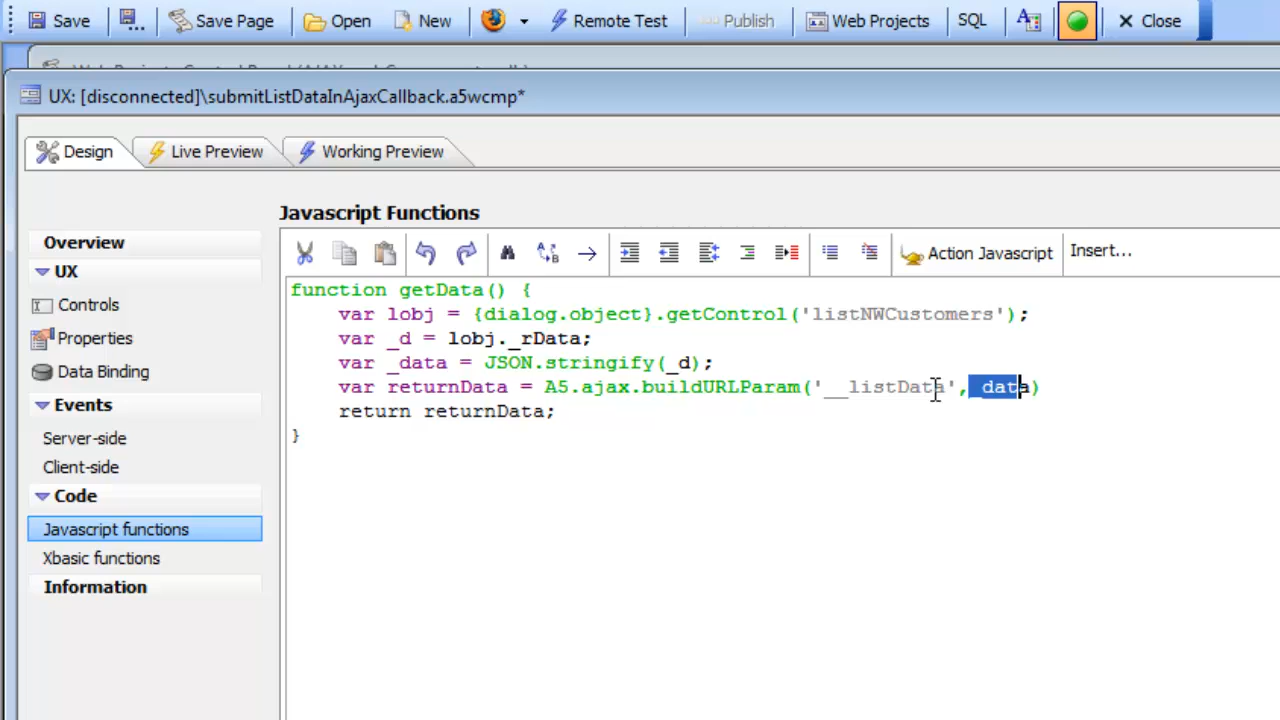 Save Save Page Open New Remote Test Publish Web Projects SQL Close
UX: [disconnected]\submitListDataInAjaxCallback.a5wcmp*
Design Live Preview Working Preview
Javascript Functions
Overview
UX
Controls
Properties
Data Binding
Events
Server-side
Client-side
Code
Javascript functions
Xbasic functions
Information
Action Javascript Insert...
function getData() {
var lobj = {dialog.object}.getControl('listNWCustomers');
var _d = lobj._rData;
var _data = JSON.stringify(_d);
var returnData = A5.ajax.buildURLParam('__listData',_data)
return returnData;
}